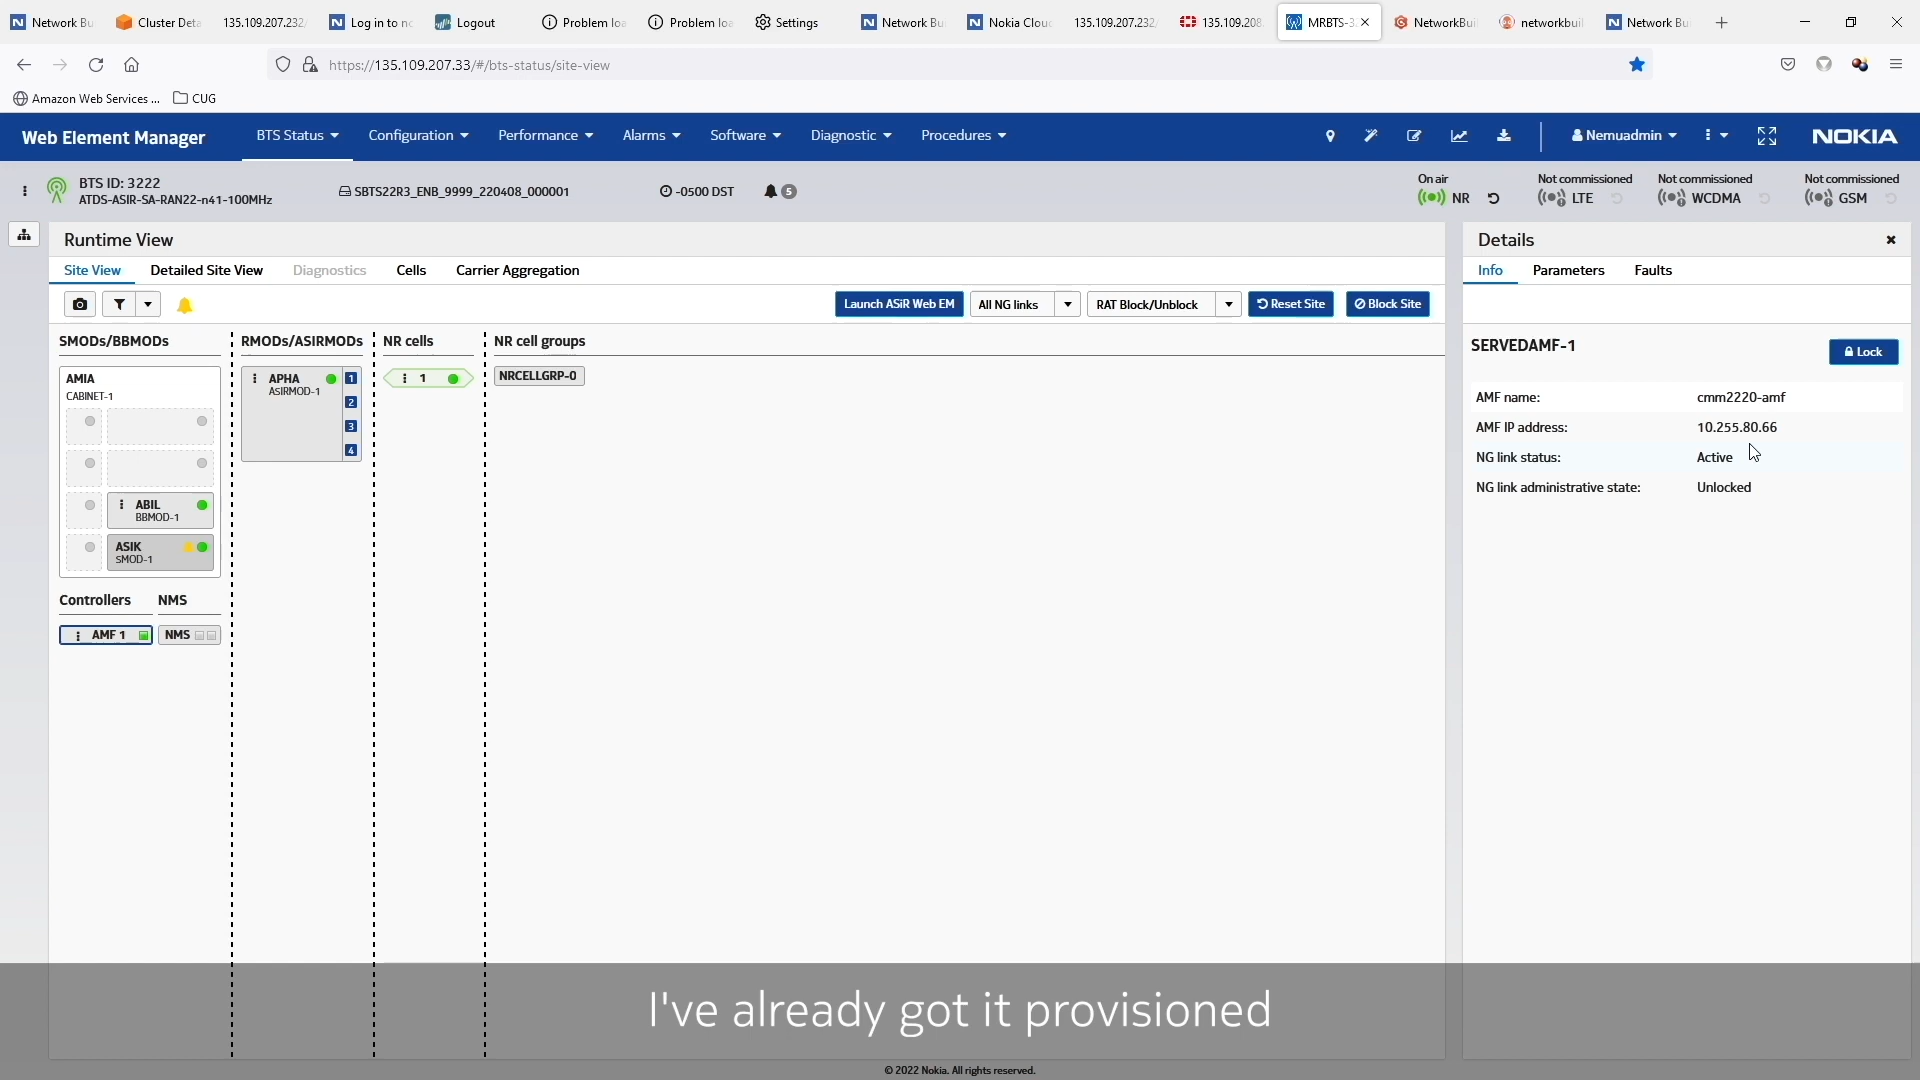 Network Bu
Cluster Deta
135.109.207.232/
Log in to nc
Logout
Problem loa
Problem loa
Settings
Network Bu
Nokia Cloud
135.109.207.232/
135.109.208.
MRBTS-3
NetworkBuil
networkbuil
Network Bu
https://135.109.207.33/#/bts-status/site-view
Amazon Web Services ...
CUG
Web Element Manager
BTS Status
Configuration
Performance
Alarms
Software
Diagnostic
Procedures
Nemuadmin
NOKIA
BTS ID: 3222
ATDS-ASIR-SA-RAN22-n41-100MHz
SBTS22R3_ENB_9999_220408_000001
-0500 DST
5
On air
NR
Not commissioned
LTE
Not commissioned
WCDMA
Not commissioned
GSM
Runtime View
Site View
Detailed Site View
Diagnostics
Cells
Carrier Aggregation
Launch ASiR Web EM
All NG links
RAT Block/Unblock
Reset Site
Block Site
SMODs/BBMODs
RMODs/ASIRMODs
NR cells
NR cell groups
AMIA
CABINET-1
ABIL
BBMOD-1
ASIK
SMOD-1
APHA
ASIRMOD-1
1
2
3
4
1
NRCELLGRP-0
Controllers
NMS
AMF 1
NMS
Details
Info
Parameters
Faults
SERVEDAMF-1
Lock
AMF name: cmm2220-amf
AMF IP address: 10.255.80.66
NG link status: Active
NG link administrative state: Unlocked
I've already got it provisioned
© 2022 Nokia. All rights reserved.